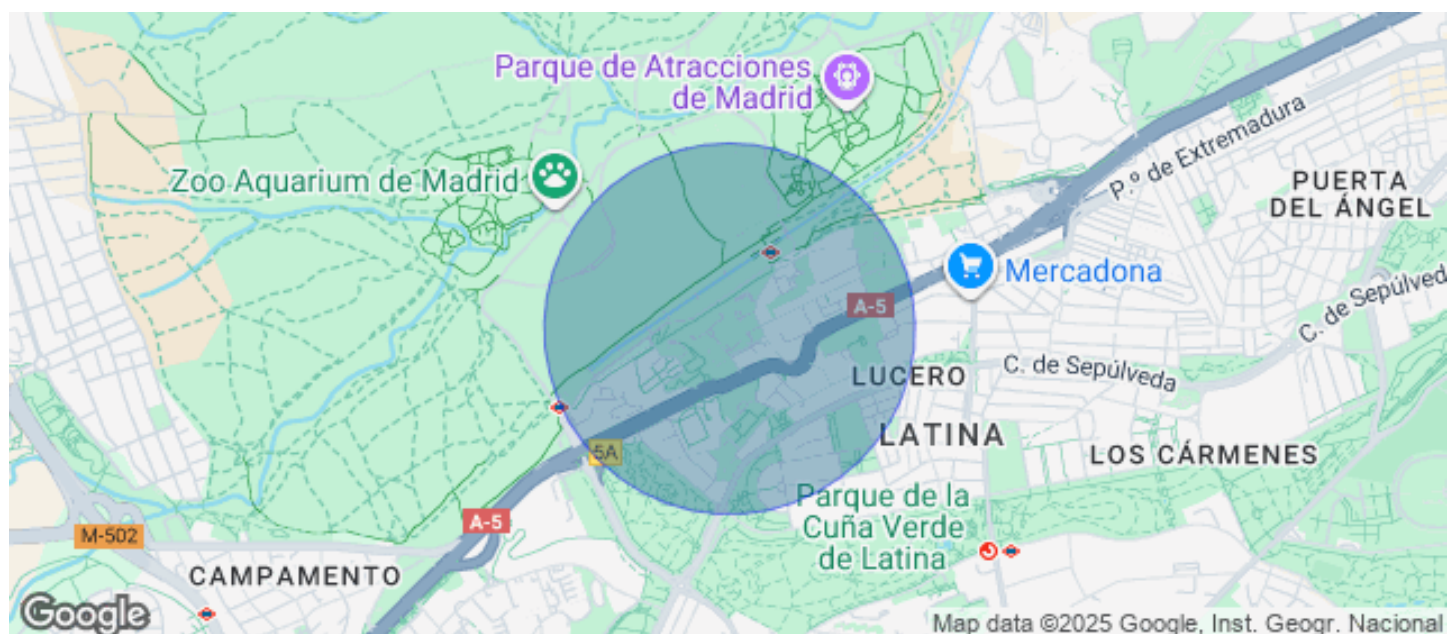 Parque de Atracciones
de Madrid
Zoo Aquarium de Madrid
P.º de Extremadura
PUERTA
DEL ÁNGEL
Mercadona
A-5
C. de Sepúlved
LUCERO
C. de Sepúlveda
LATINA
5A
LOS CÁRMENES
Parque de la
Cuña Verde
de Latina
A-5
M-502
CAMPAMENTO
Google
Map data ©2025 Google, Inst. Geogr. Nacional